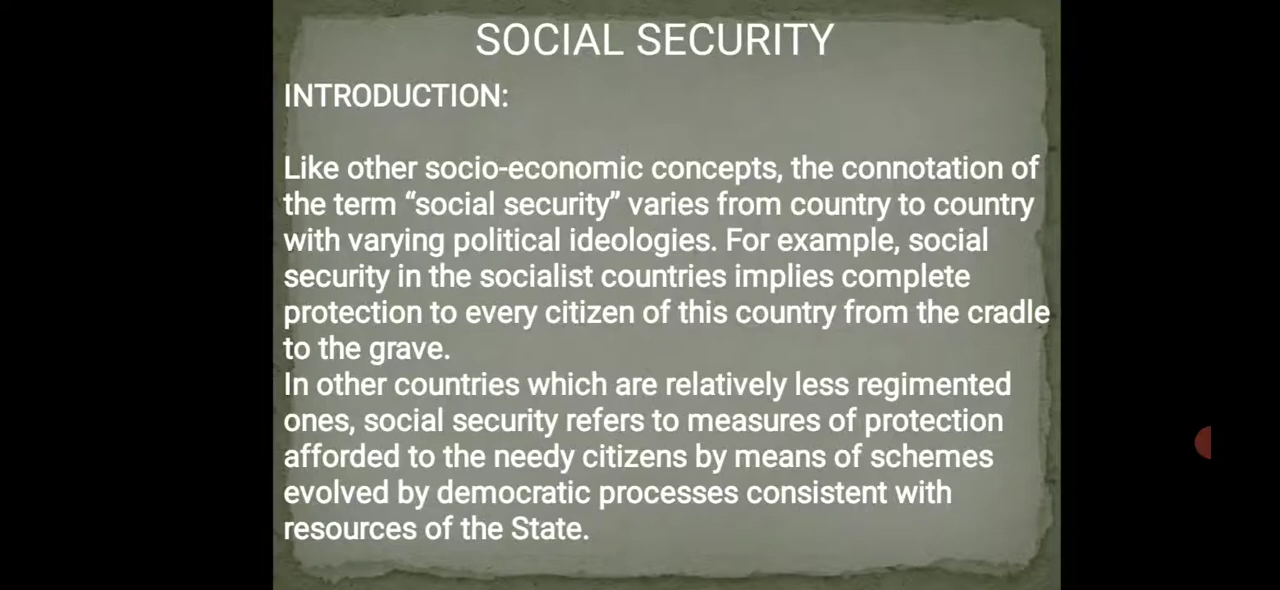 SOCIAL SECURITY
INTRODUCTION:
Like other socio-economic concepts, the connotation of
the term “social security” varies from country to country
with varying political ideologies. For example, social
security in the socialist countries implies complete
protection to every citizen of this country from the cradle
to the grave.
In other countries which are relatively less regimented
ones, social security refers to measures of protection
afforded to the needy citizens by means of schemes
evolved by democratic processes consistent with
resources of the State.